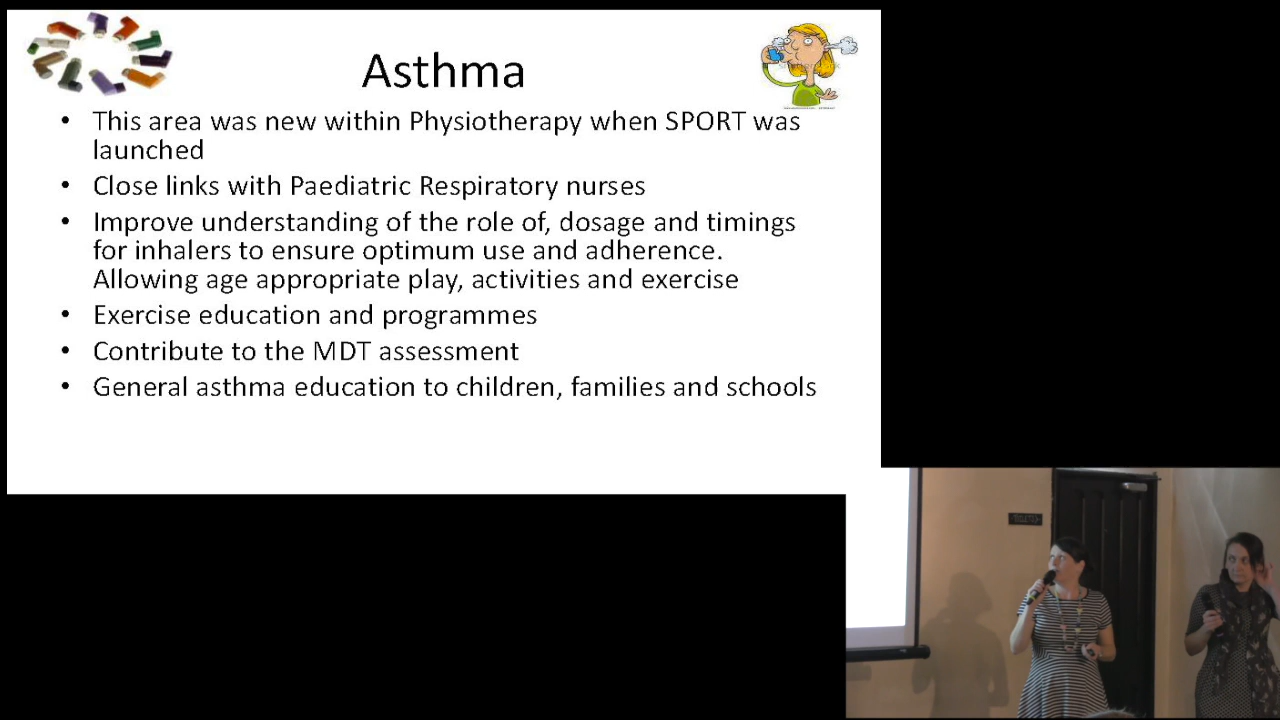 Asthma
• This area was new within Physiotherapy when SPORT was
launched
• Close links with Paediatric Respiratory nurses
• Improve understanding of the role of, dosage and timings
for inhalers to ensure optimum use and adherence.
Allowing age appropriate play, activities and exercise
• Exercise education and programmes
• Contribute to the MDT assessment
• General asthma education to children, families and schools